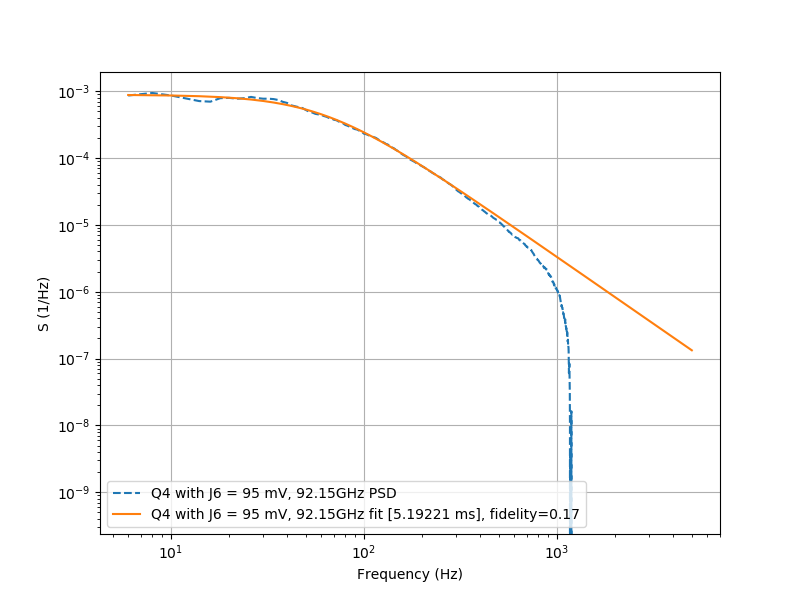 10⁻³
10⁻⁴
10⁻⁵
10⁻⁶
10⁻⁷
10⁻⁸
10⁻⁹
S (1/Hz)
Q4 with J6 = 95 mV, 92.15GHz PSD
Q4 with J6 = 95 mV, 92.15GHz fit [5.19221 ms], fidelity=0.17
10¹ 10² 10³
Frequency (Hz)